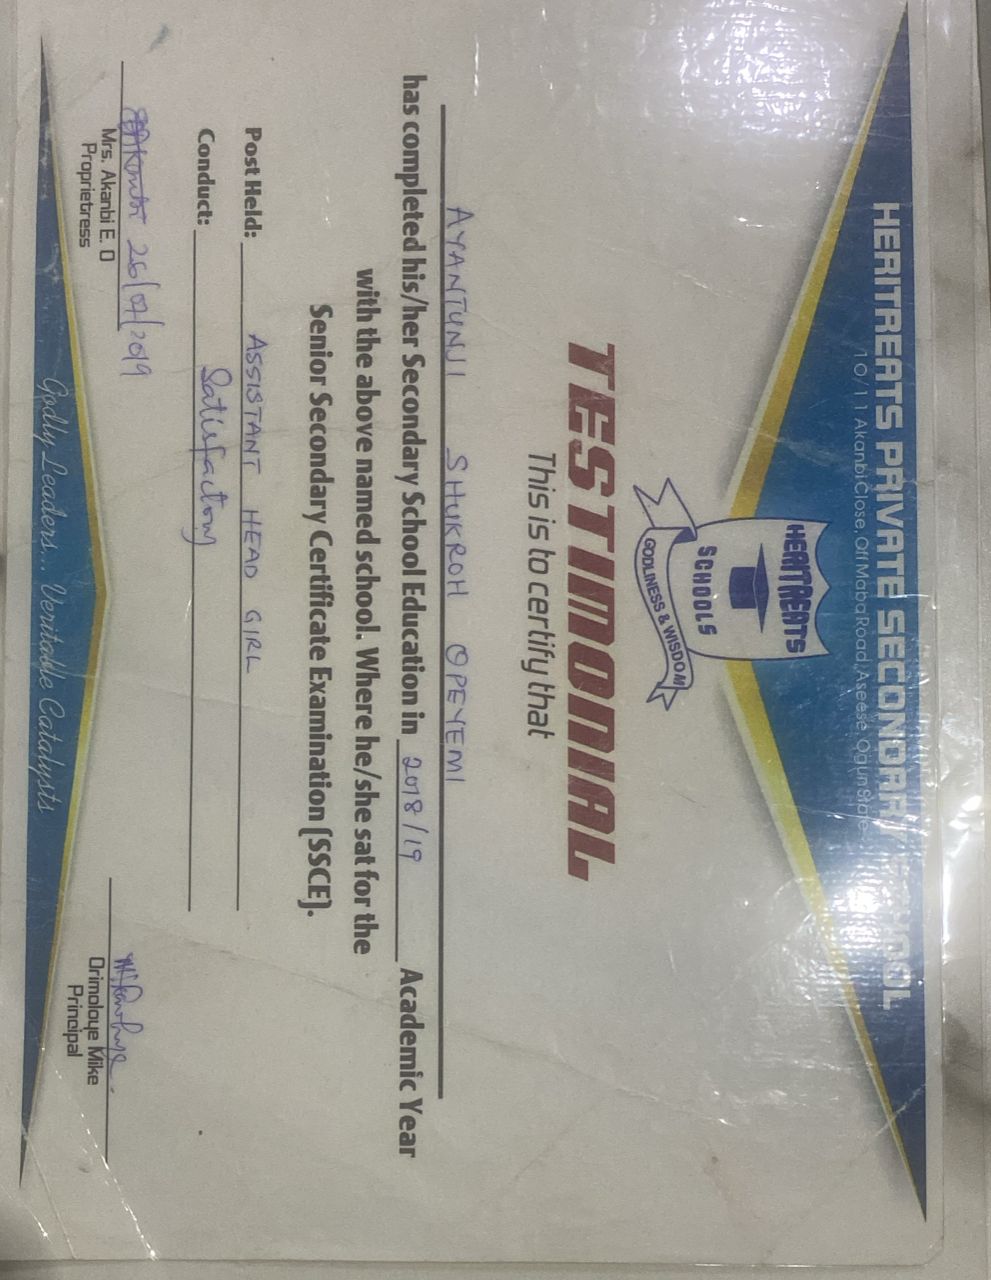 HERITREATS PRIVATE SECONDARY SCHOOL
10/11 Akanbi Close, Off Maba Road, Aseese, Ogun State
HERITREATS
SCHOOLS
GODLINESS & WISDOM
TESTIMONIAL
This is to certify that
AYANTUNJI SHUKROH OPEYEMI
has completed his/her Secondary School Education in 2018/19 Academic Year
with the above named school. Where he/she sat for the
Senior Secondary Certificate Examination (SSCE).
Post Held: ASSISTANT HEAD GIRL
Conduct: Satisfactory
26/07/2019
Mrs. Akanbi E. O
Proprietress
Orimoloye Mike
Principal
Godly Leaders... Veritable Catalysts